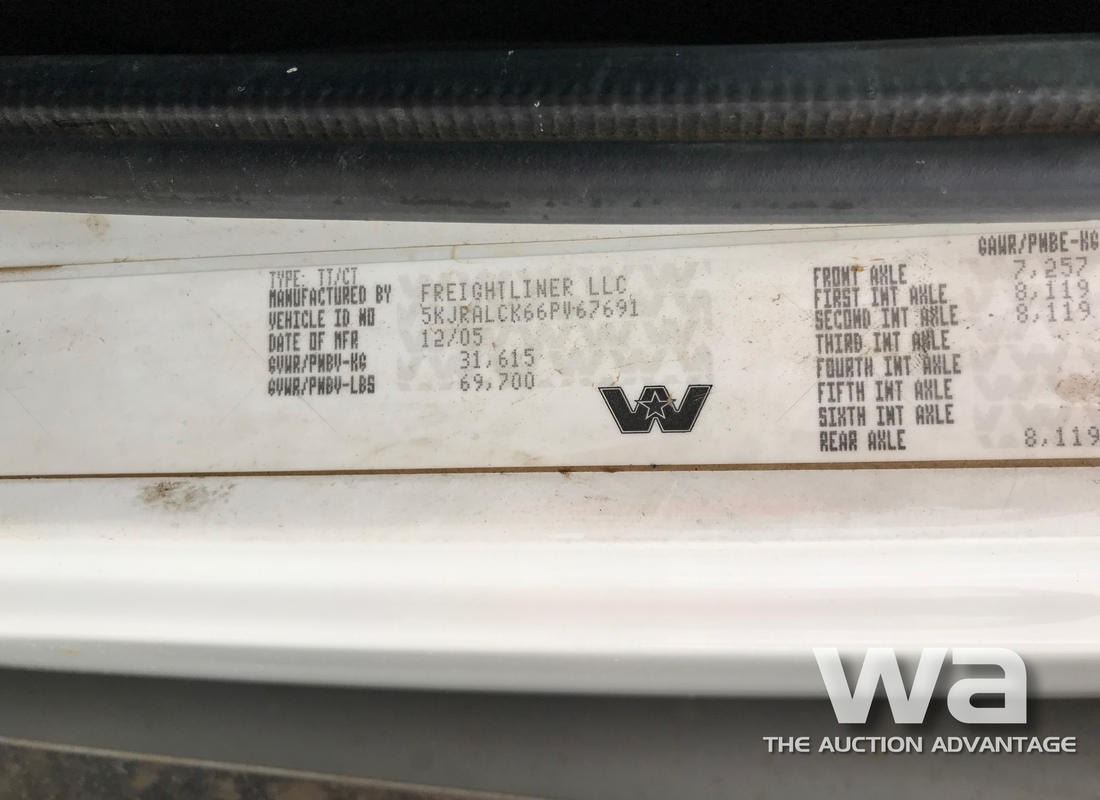 TYPE: TT/CT
MANUFACTURED BY FREIGHTLINER LLC
VEHICLE ID NO 5KJRALCK66PV67691
DATE OF MFR 12/05
GVWR/PNBV-KG 31,615
GVWR/PNBV-LBS 69,700
W
GAWR/PNBE-KG
FRONT AXLE 7,257
FIRST INT AXLE 8,119
SECOND INT AXLE 8,119
THIRD INT AXLE
FOURTH INT AXLE
FIFTH INT AXLE
SIXTH INT AXLE
REAR AXLE 8,119
wa
THE AUCTION ADVANTAGE